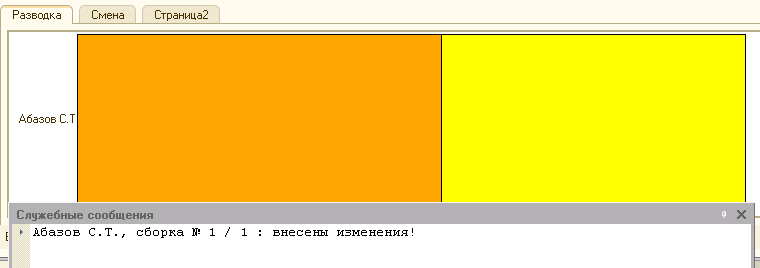 Разводка Смена Страница2
Абазов С.Т
Служебные сообщения
Абазов С.Т., сборка № 1 / 1 : внесены изменения!